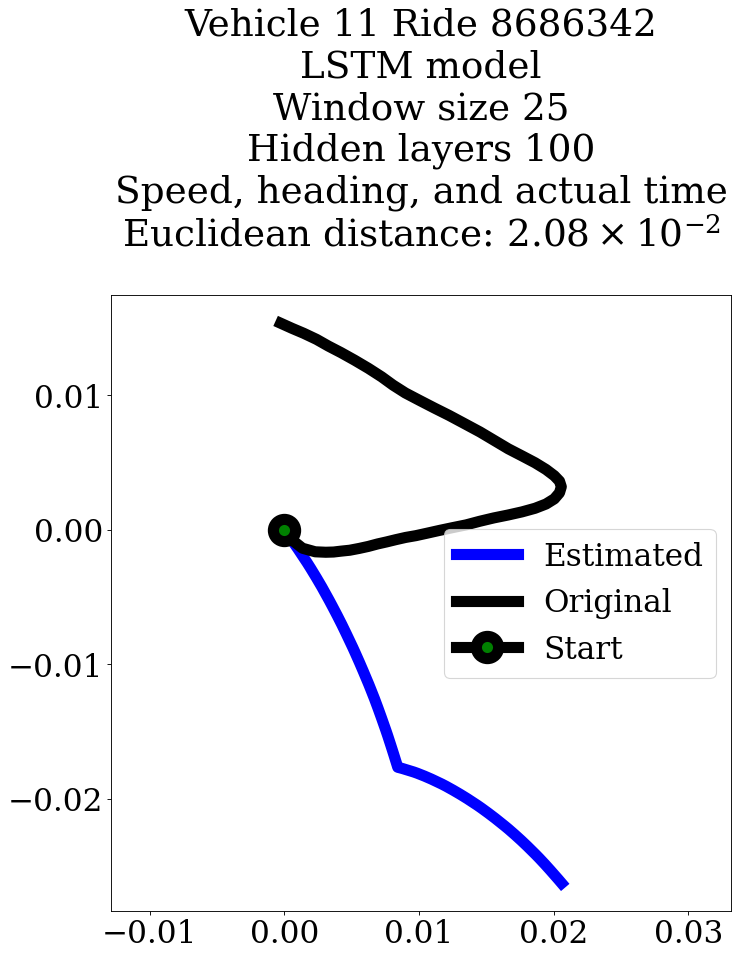 Vehicle 11 Ride 8686342
LSTM model
Window size 25
Hidden layers 100
Speed, heading, and actual time
Euclidean distance: 2.08 × 10⁻²
0.01
0.00
−0.01
−0.02
Estimated
Original
Start
−0.01 0.00 0.01 0.02 0.03